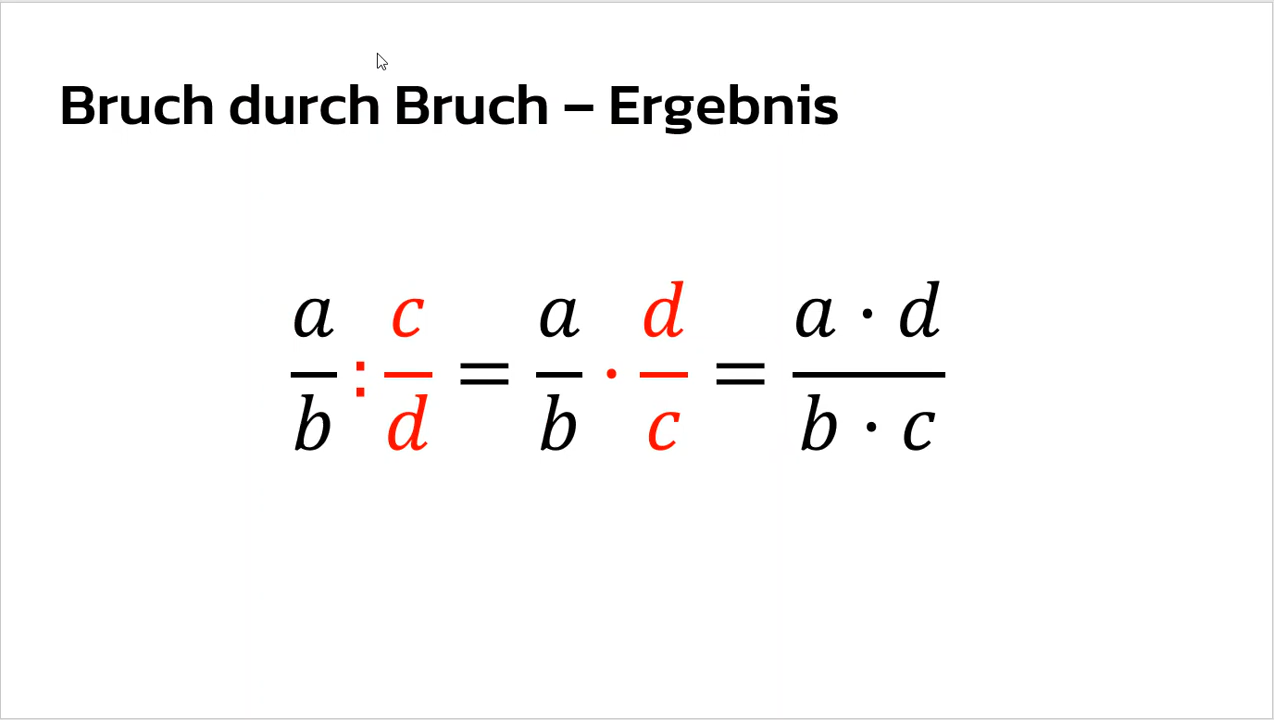 Bruch durch Bruch – Ergebnis
a/b : c/d = a/b · d/c = a · d/b · c